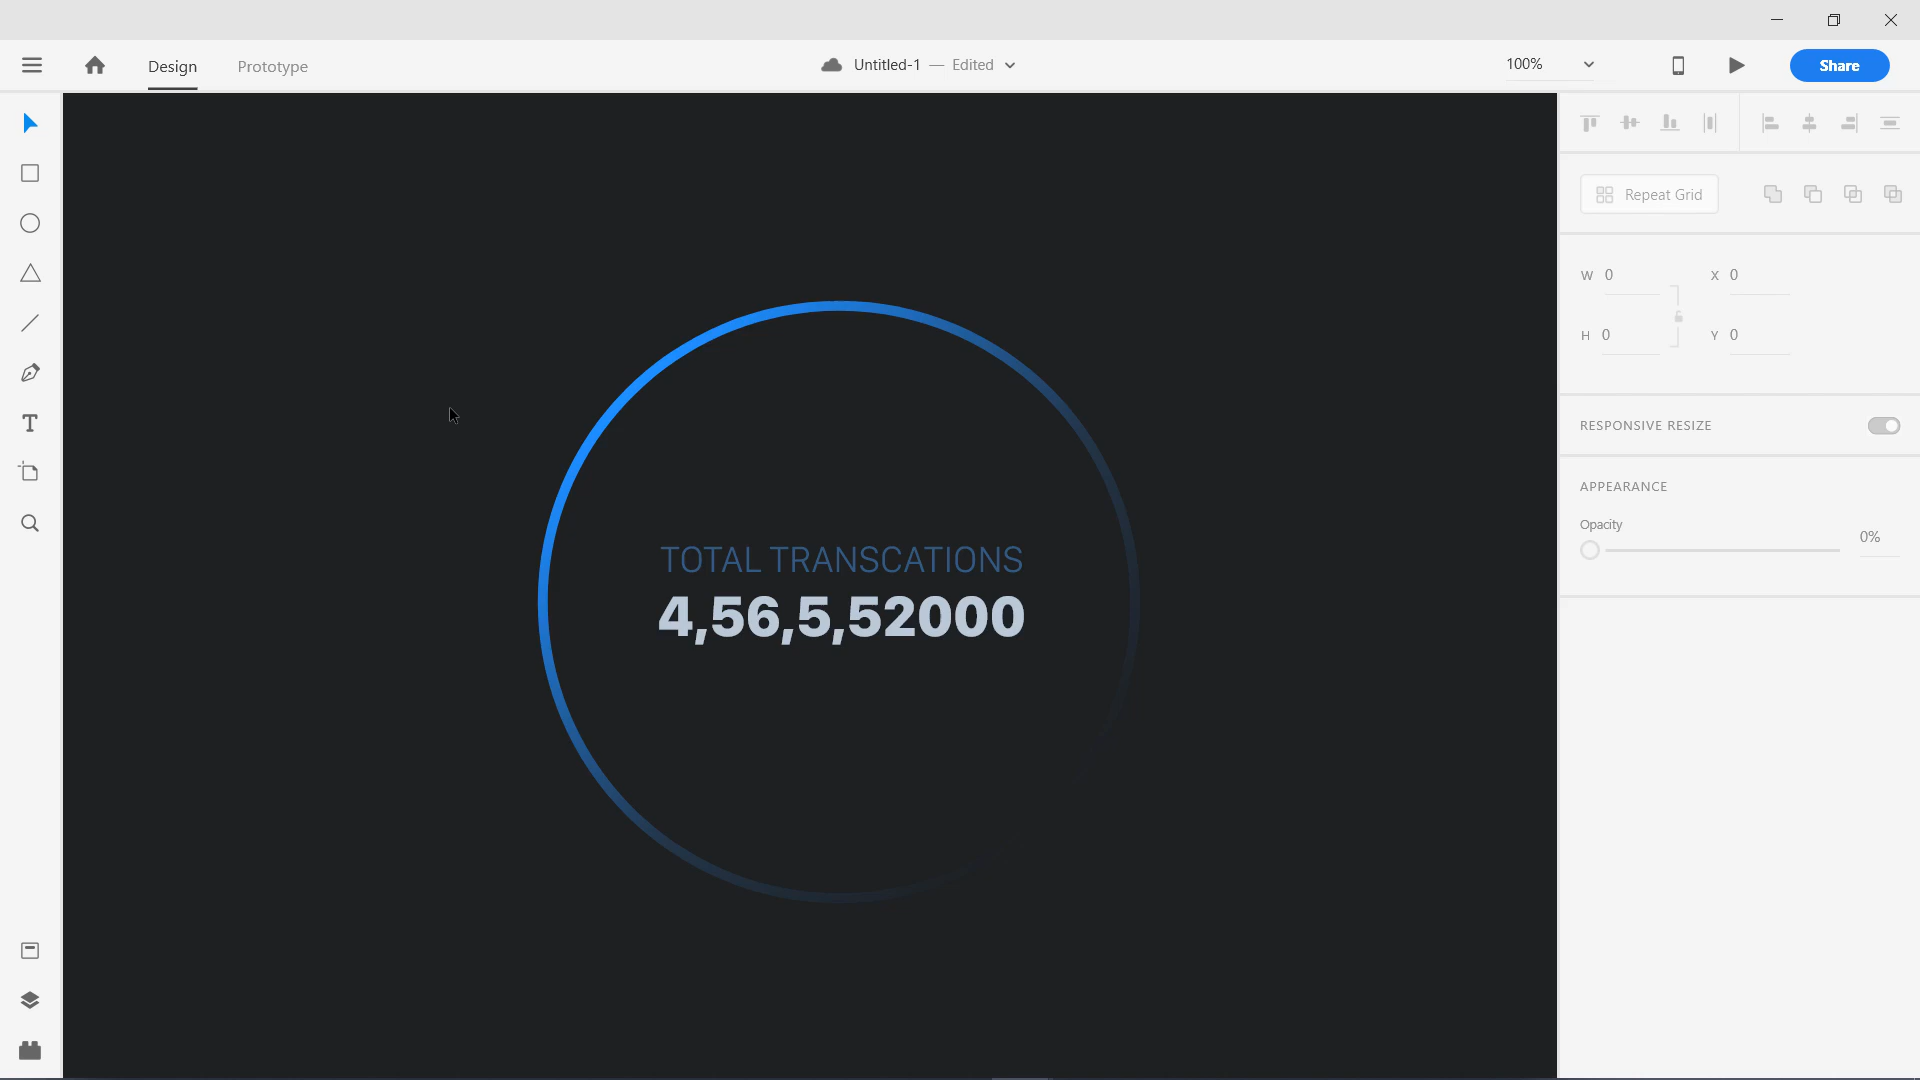 Design
Prototype
Untitled-1 — Edited
100%
Share
Repeat Grid
W 0
X 0
H 0
Y 0
RESPONSIVE RESIZE
APPEARANCE
Opacity
0%
TOTAL TRANSCATIONS
4,56,5,52000